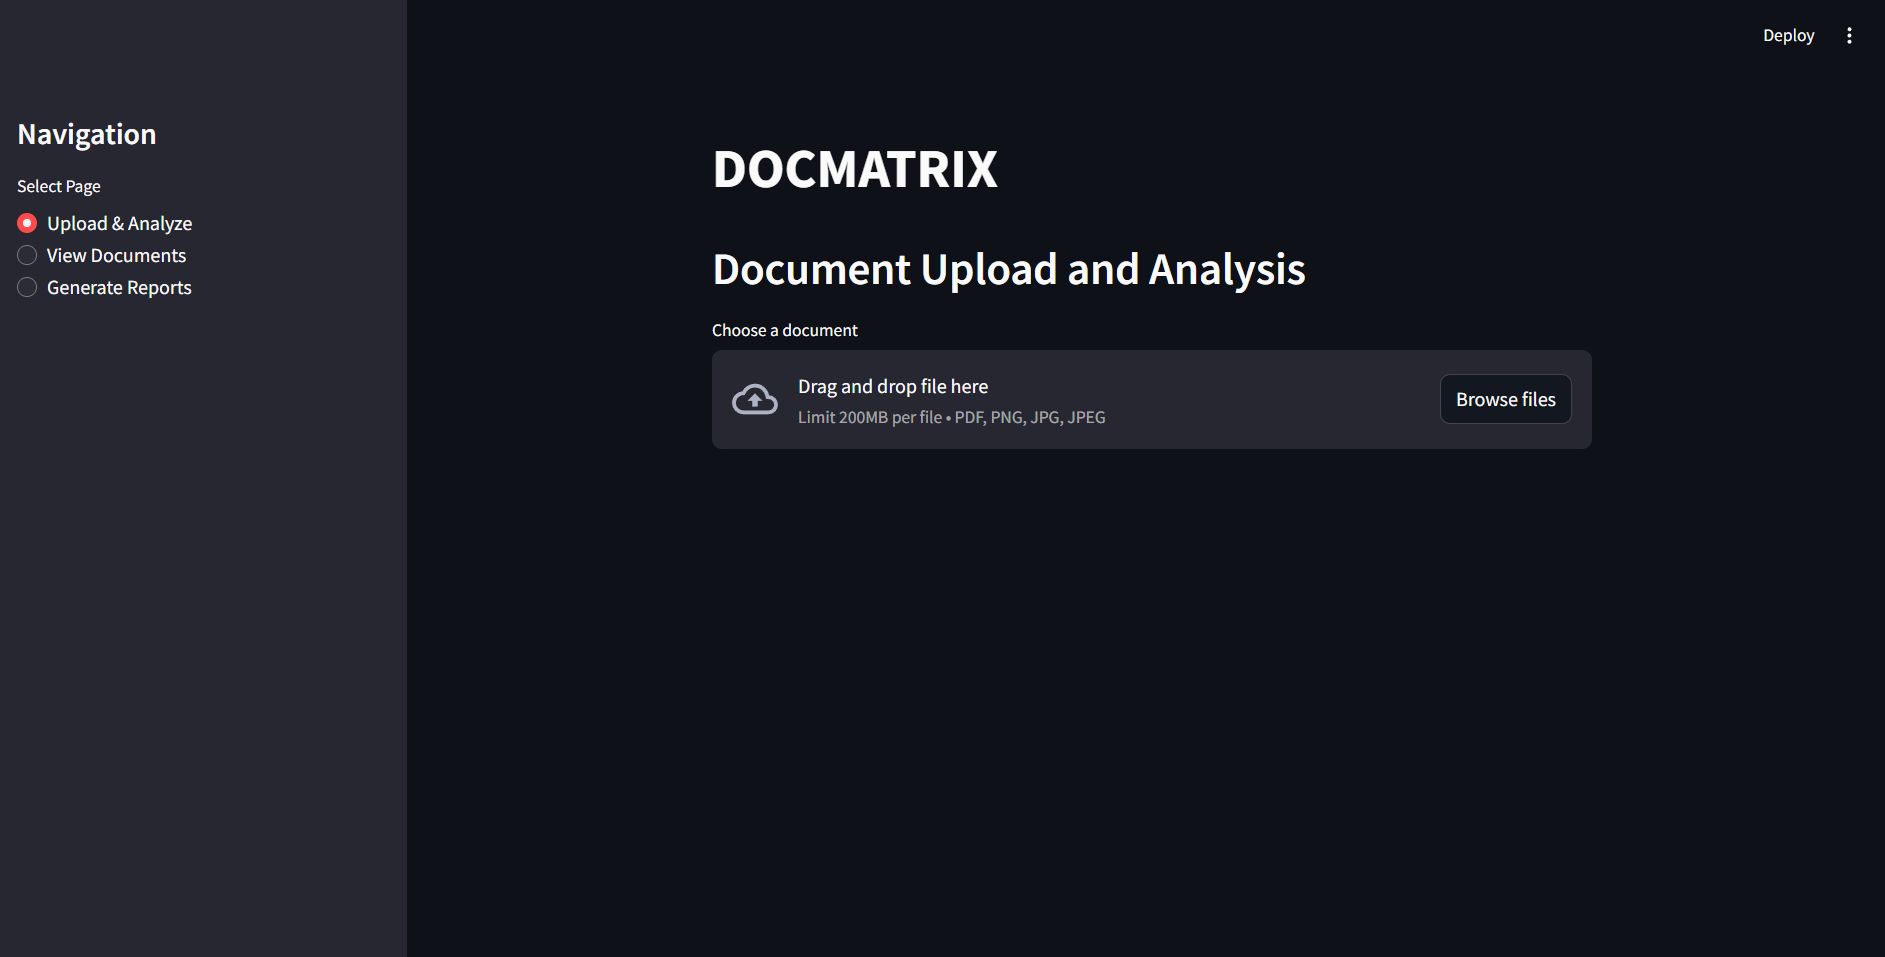 Deploy
Navigation
Select Page
Upload & Analyze
View Documents
Generate Reports
DOCMATRIX
Document Upload and Analysis
Choose a document
Drag and drop file here
Limit 200MB per file • PDF, PNG, JPG, JPEG
Browse files